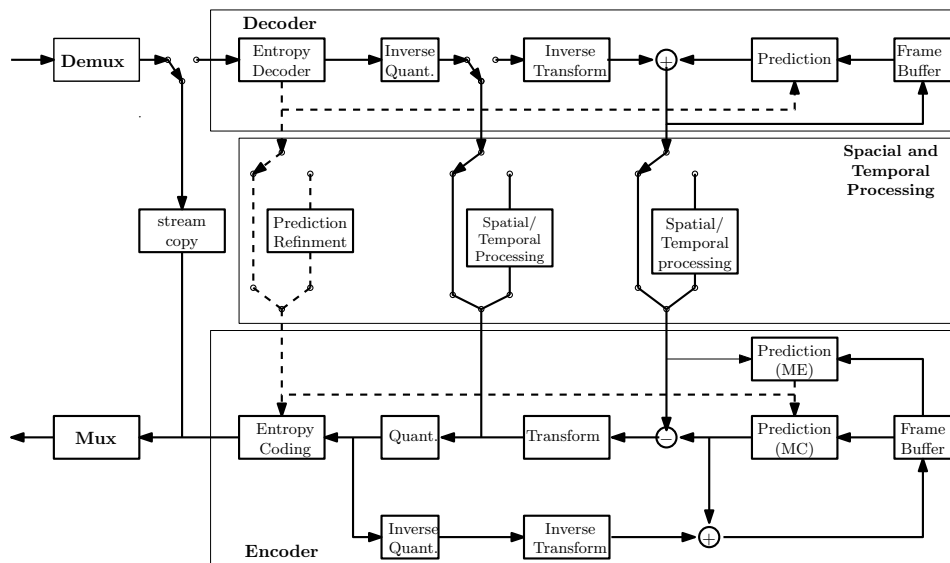 Decoder
Demux
Entropy
Decoder
Inverse
Quant.
Inverse
Transform
+
Prediction
Frame
Buffer
Spacial and
Temporal
Processing
stream
copy
Prediction
Refinment
Spatial/
Temporal
Processing
Spatial/
Temporal
processing
Prediction
(ME)
Mux
Entropy
Coding
Quant.
Transform
−
Prediction
(MC)
Frame
Buffer
Inverse
Quant.
Inverse
Transform
+
Encoder